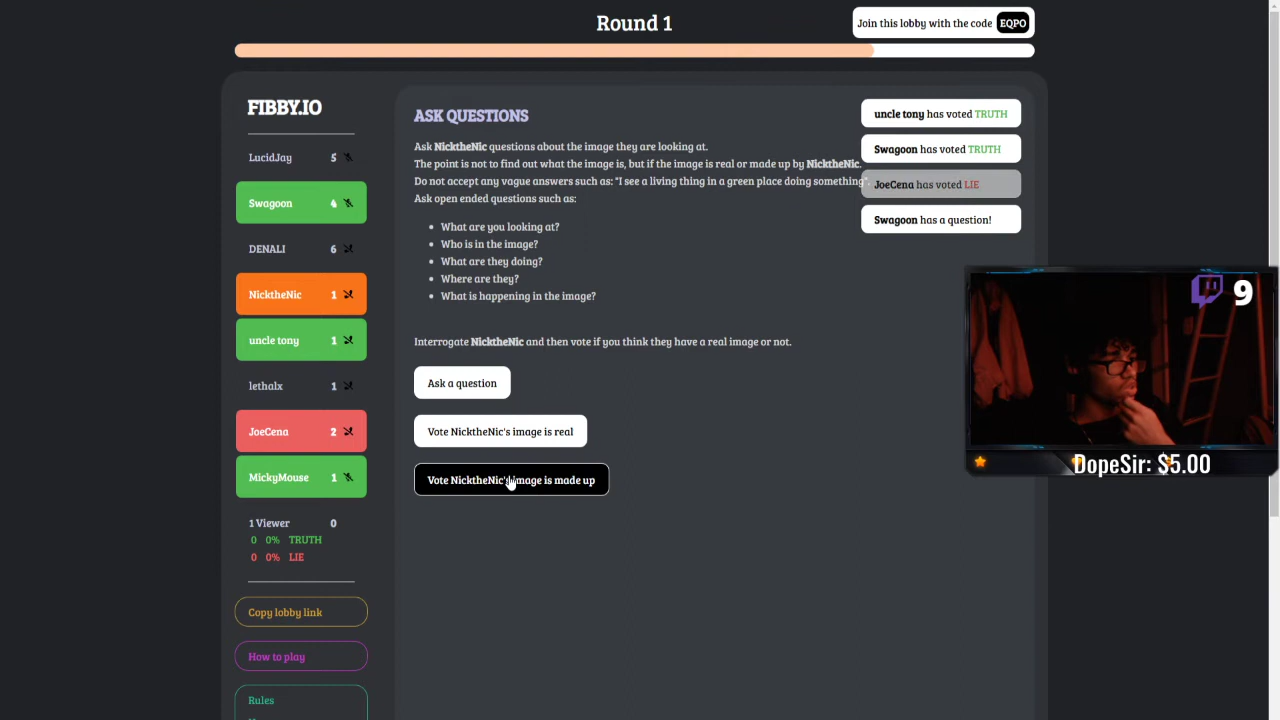 Round 1
Join this lobby with the code EQPO
FIBBY.IO
LucidJay 5
Swagoon 4
DENALI 6
NicktheNic 1
uncle tony 1
lethalx 1
JoeCena 2
MickyMouse 1
1 Viewer 0
0 0% TRUTH
0 0% LIE
Copy lobby link
How to play
Rules
ASK QUESTIONS
Ask NicktheNic questions about the image they are looking at.
The point is not to find out what the image is, but if the image is real or made up by NicktheNic.
Do not accept any vague answers such as: "I see a living thing in a green place doing something".
Ask open ended questions such as:
• What are you looking at?
• Who is in the image?
• What are they doing?
• Where are they?
• What is happening in the image?
Interrogate NicktheNic and then vote if you think they have a real image or not.
Ask a question
Vote NicktheNic's image is real
Vote NicktheNic's image is made up
uncle tony has voted TRUTH
Swagoon has voted TRUTH
JoeCena has voted LIE
Swagoon has a question!
9
DopeSir: $5.00